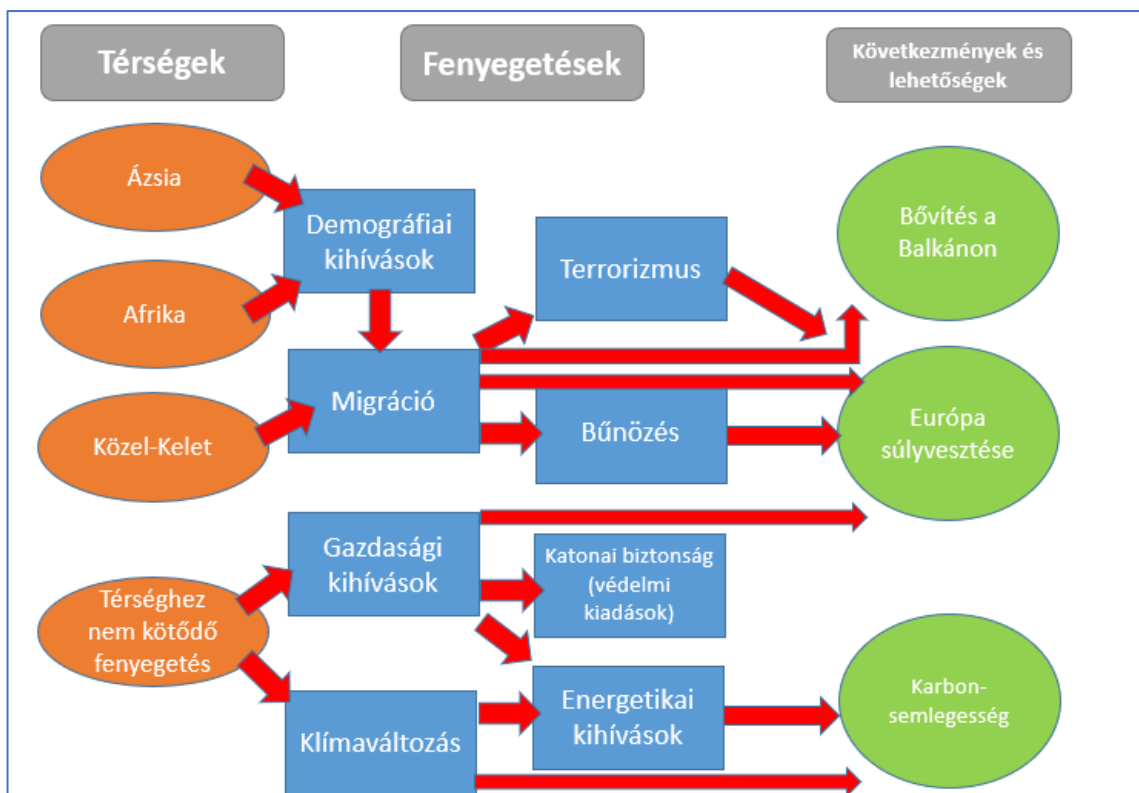 Térségek
Fenyegetések
Következmények és
lehetőségek
Ázsia
Afrika
Közel-Kelet
Térséghez
nem kötődő
fenyegetés
Demográfiai
kihívások
Migráció
Gazdasági
kihívások
Klímaváltozás
Terrorizmus
Bűnözés
Katonai biztonság
(védelmi
kiadások)
Energetikai
kihívások
Bővítés a
Balkánon
Európa
súlyvesztése
Karbon-
semlegesség